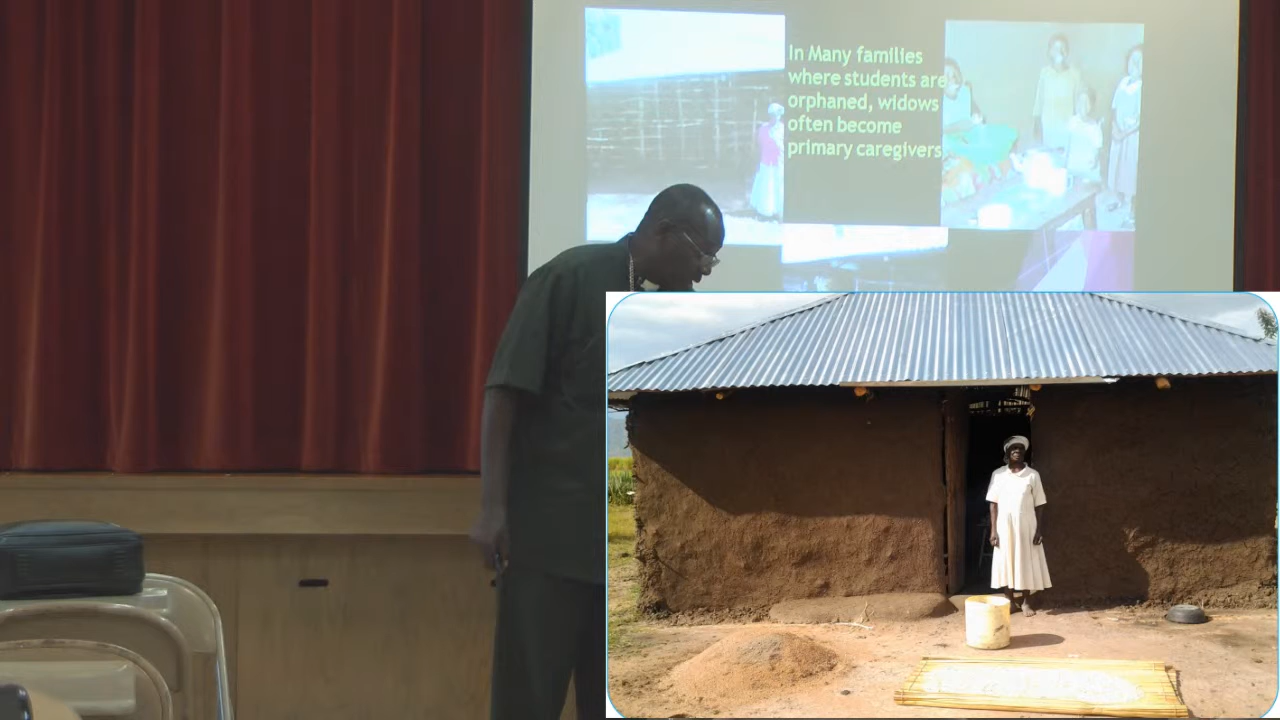 In Many families
where students are
orphaned, widows
often become
primary caregivers